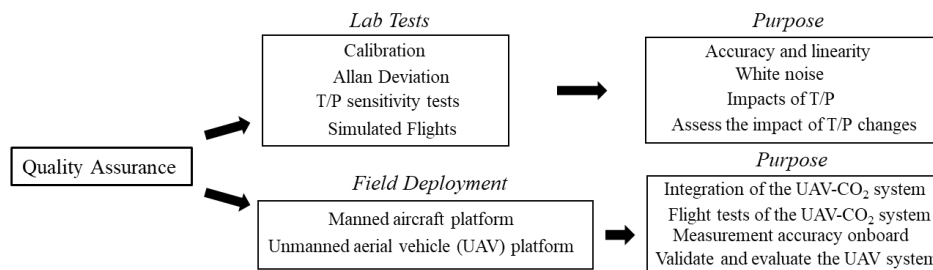 Lab Tests
Calibration
Allan Deviation
T/P sensitivity tests
Simulated Flights
Purpose
Accuracy and linearity
White noise
Impacts of T/P
Assess the impact of T/P changes
Quality Assurance
Field Deployment
Manned aircraft platform
Unmanned aerial vehicle (UAV) platform
Purpose
Integration of the UAV-CO₂ system
Flight tests of the UAV-CO₂ system
Measurement accuracy onboard
Validate and evaluate the UAV system